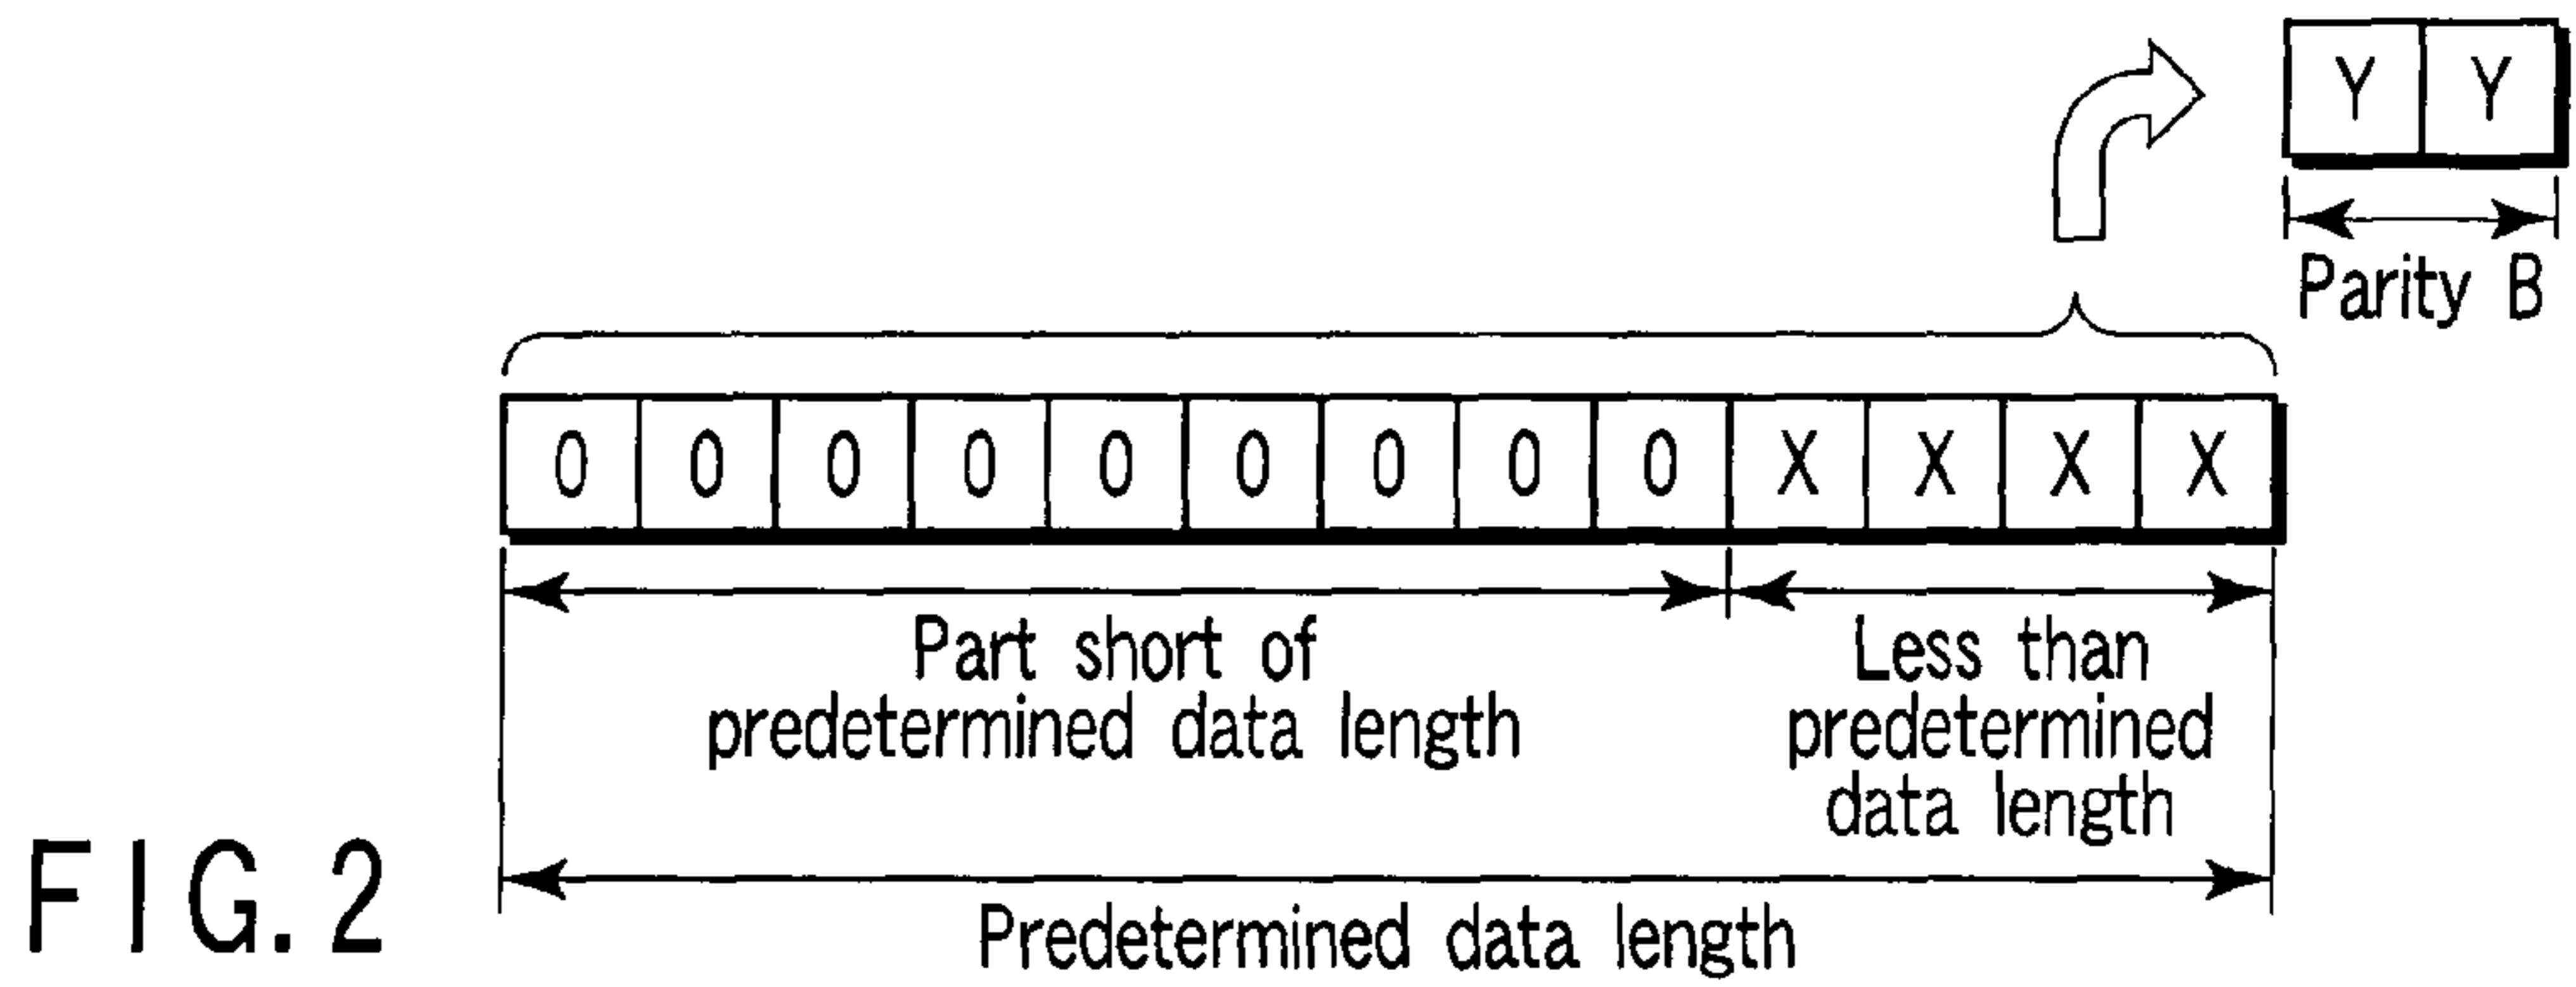 Y Y
Parity B
0 0 0 0 0 0 0 0 0 X X X X
Part short of
predetermined data length
Less than
predetermined
data length
Predetermined data length
FIG. 2